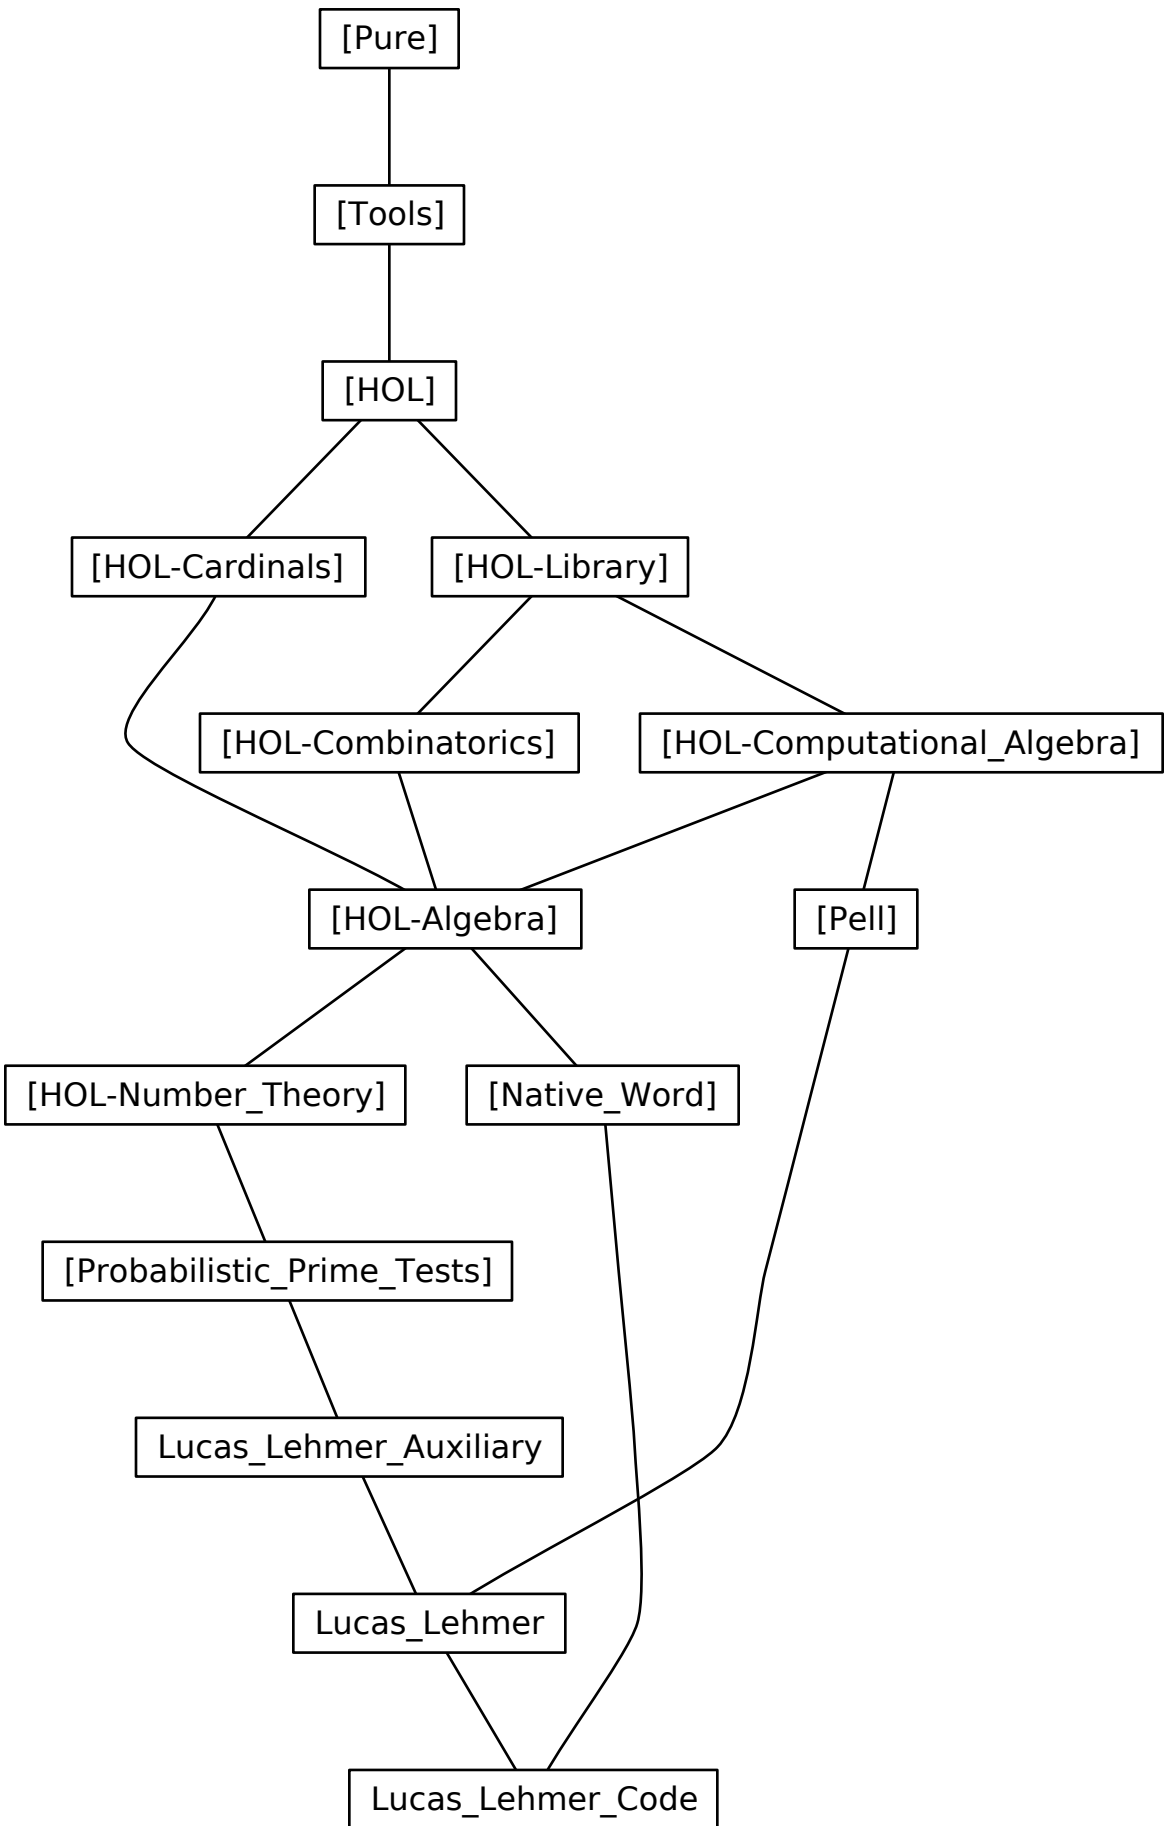 [Pure]
[Tools]
[HOL]
[HOL-Cardinals]
[HOL-Library]
[HOL-Combinatorics]
[HOL-Computational_Algebra]
[HOL-Algebra]
[Pell]
[HOL-Number_Theory]
[Native_Word]
[Probabilistic_Prime_Tests]
Lucas_Lehmer_Auxiliary
Lucas_Lehmer
Lucas_Lehmer_Code